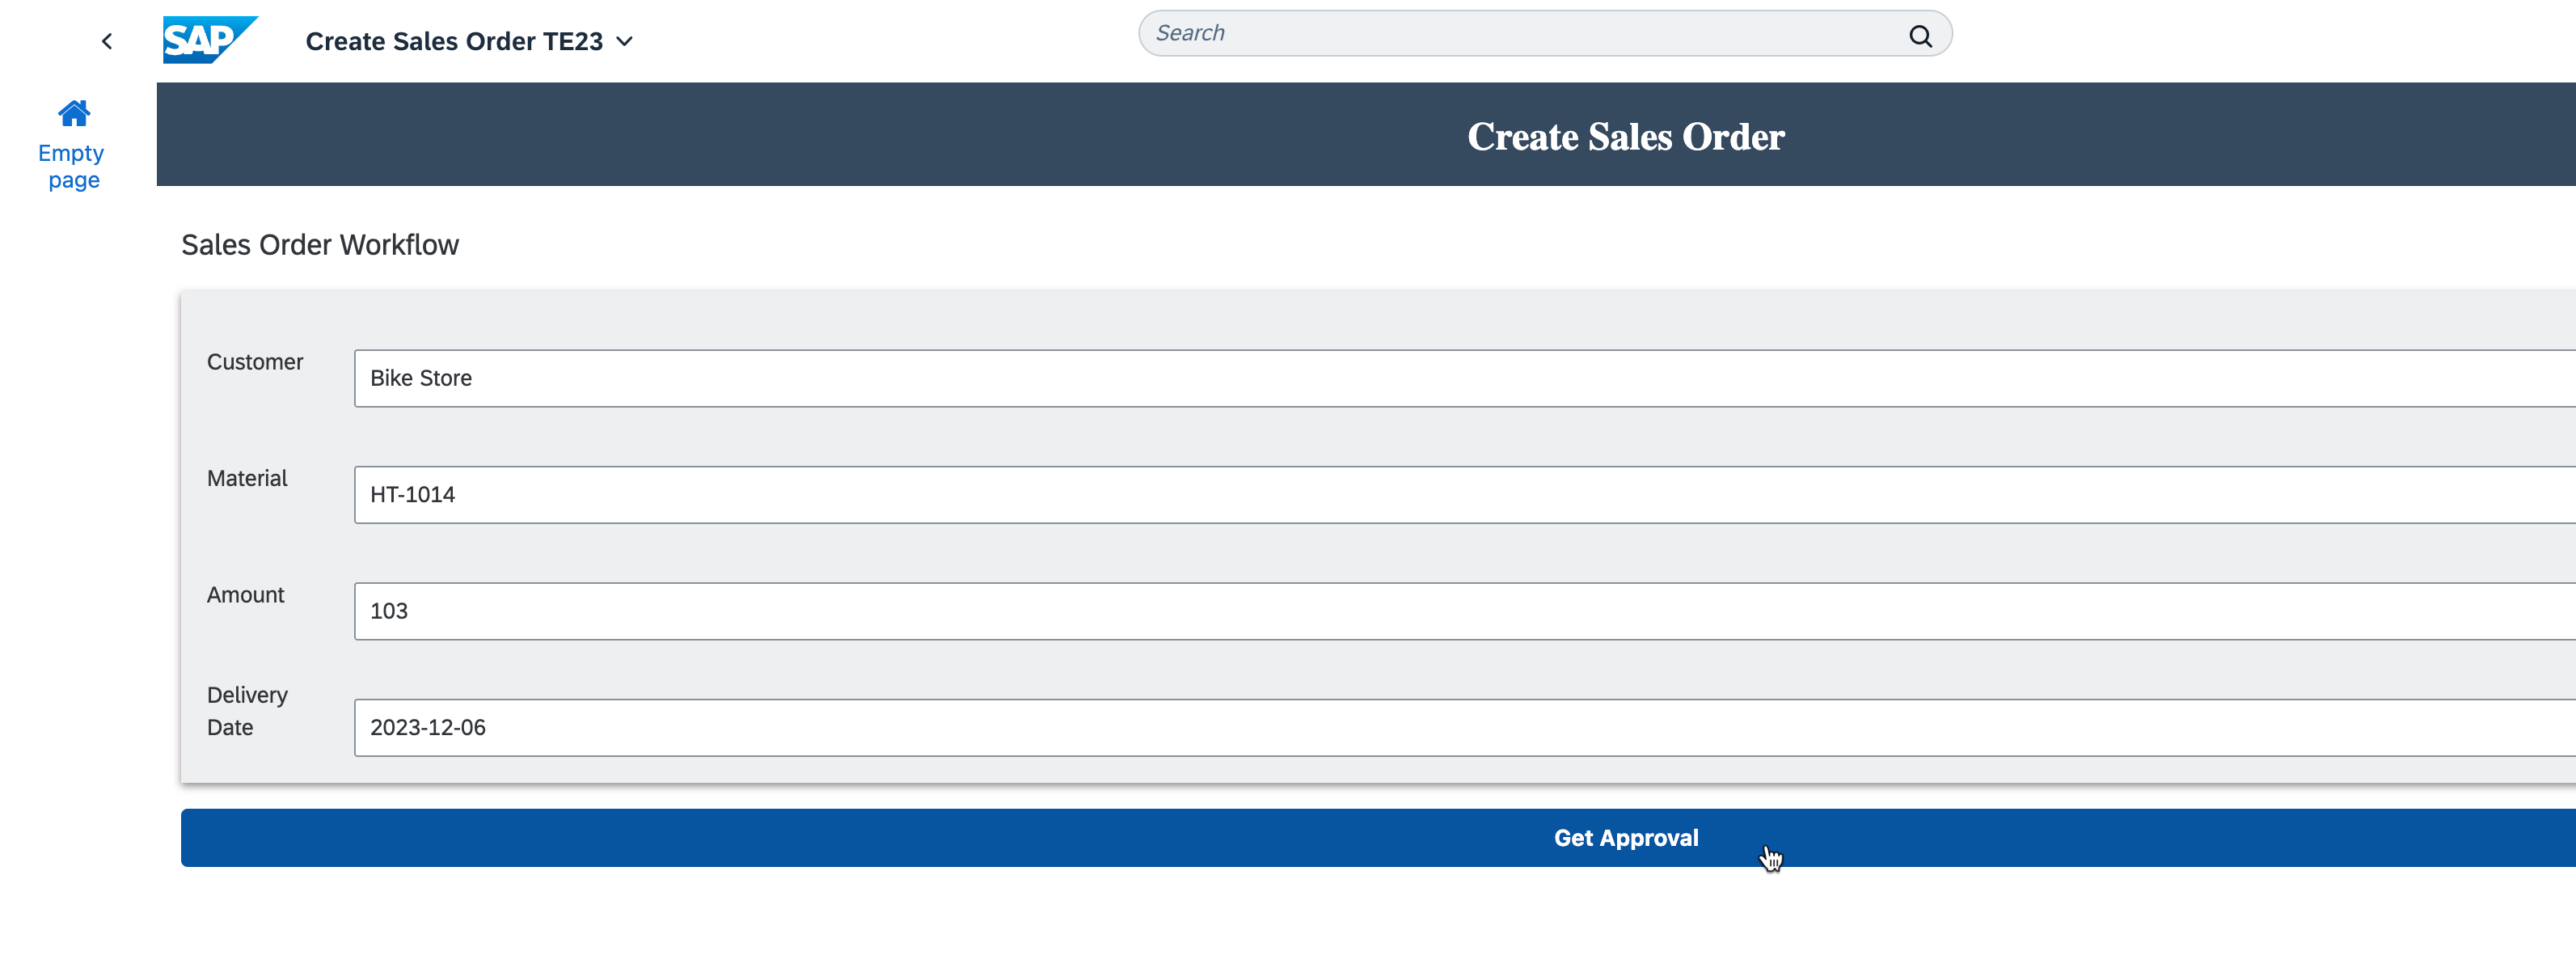 SAP
Create Sales Order TE23
Search
Empty
page
Create Sales Order
Sales Order Workflow
Customer
Bike Store
Material
HT-1014
Amount
103
Delivery
Date
2023-12-06
Get Approval